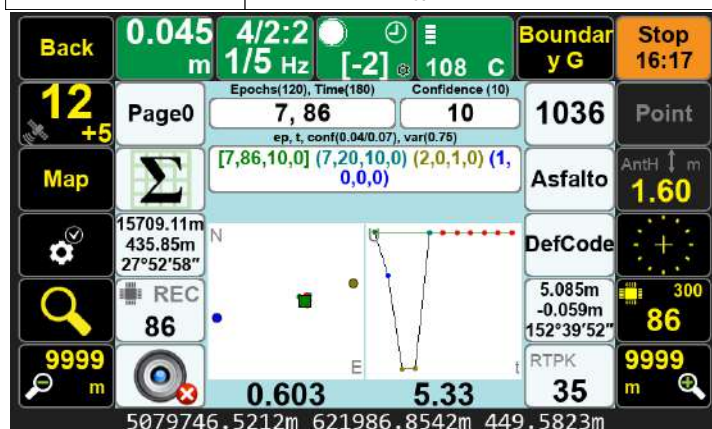 Back
0.045 m
4/2:2
1/5 Hz
[-2]
108 C
Boundar
y G
Stop
16:17
12
+5
Page0
Epochs(120), Time(180)
Confidence (10)
7, 86
10
ep, t, conf(0.04/0.07), var(0.75)
1036
Point
Map
Σ
[7,86,10,0] (7,20,10,0) (2,0,1,0) (1,
0,0,0)
Asfalto
AntH m
1.60
15709.11m
435.85m
27°52'58"
N
E
U
t
DefCode
REC
86
5.085m
-0.059m
152°39'52"
300
86
9999
m
0.603
5.33
RTPK
35
9999
m
5079746.5212m 621986.8542m 449.5823m